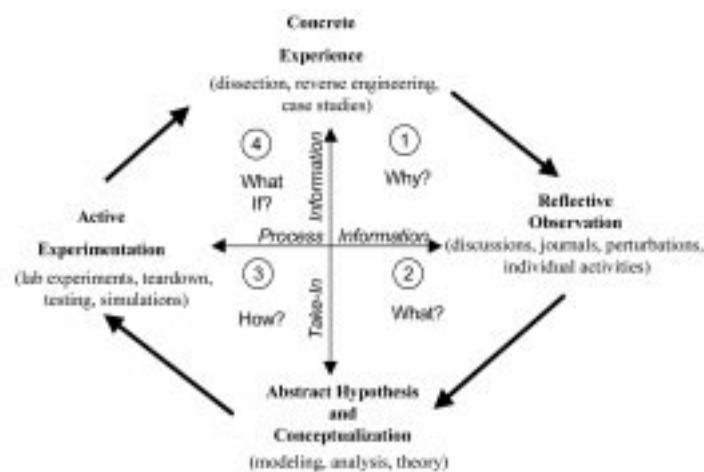 Concrete
Experience
(dissection, reverse engineering,
case studies)
4
1
What
If?
Why?
Information
Reflective
Observation
(discussions, journals, perturbations,
individual activities)
Active
Experimentation
(lab experiments, teardown,
testing, simulations)
Process Information
3
2
How?
What?
Take-In
Abstract Hypothesis
and
Conceptualization
(modeling, analysis, theory)